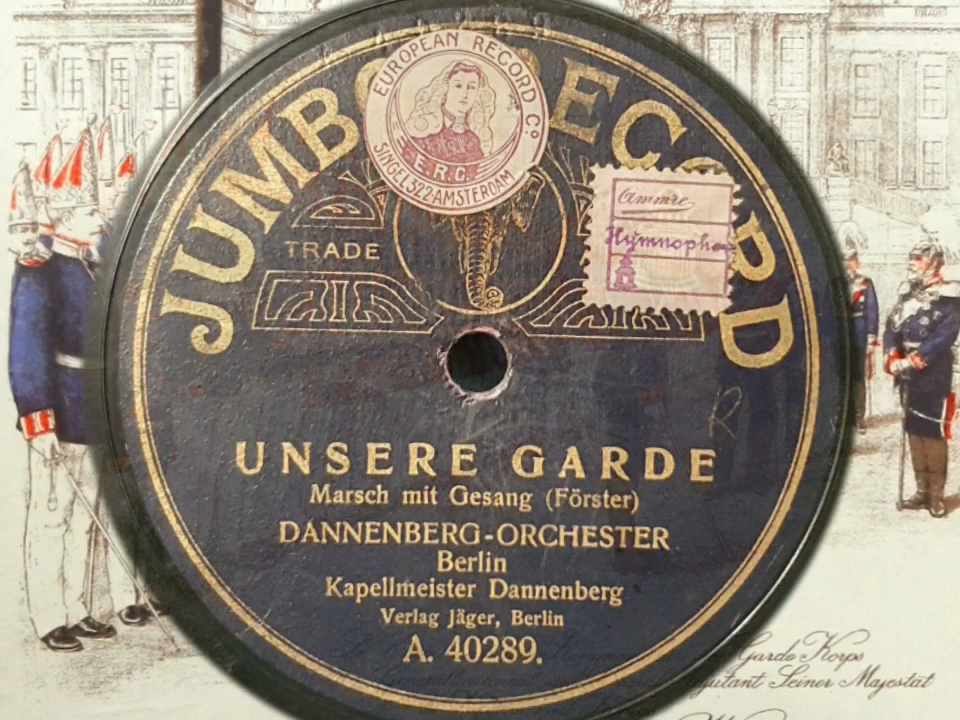 EUROPEAN RECORD Co
E.R.C.
SINGEL 322-AMSTERDAM
JUMBO RECORD
TRADE
Hymnophon
R
UNSERE GARDE
Marsch mit Gesang (Förster)
DANNENBERG-ORCHESTER
Berlin
Kapellmeister Dannenberg
Verlag Jäger, Berlin
A. 40289.
Garde Korps
Seiner Majestät